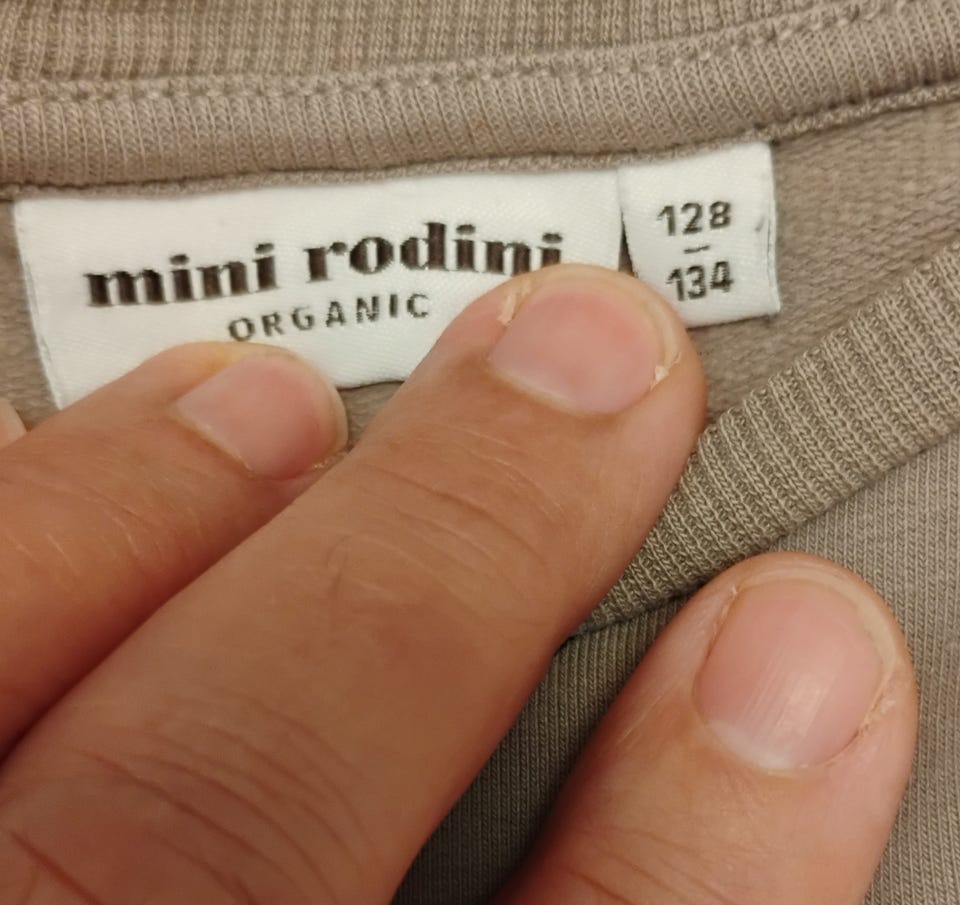 mini rodini
ORGANIC
128
–
134